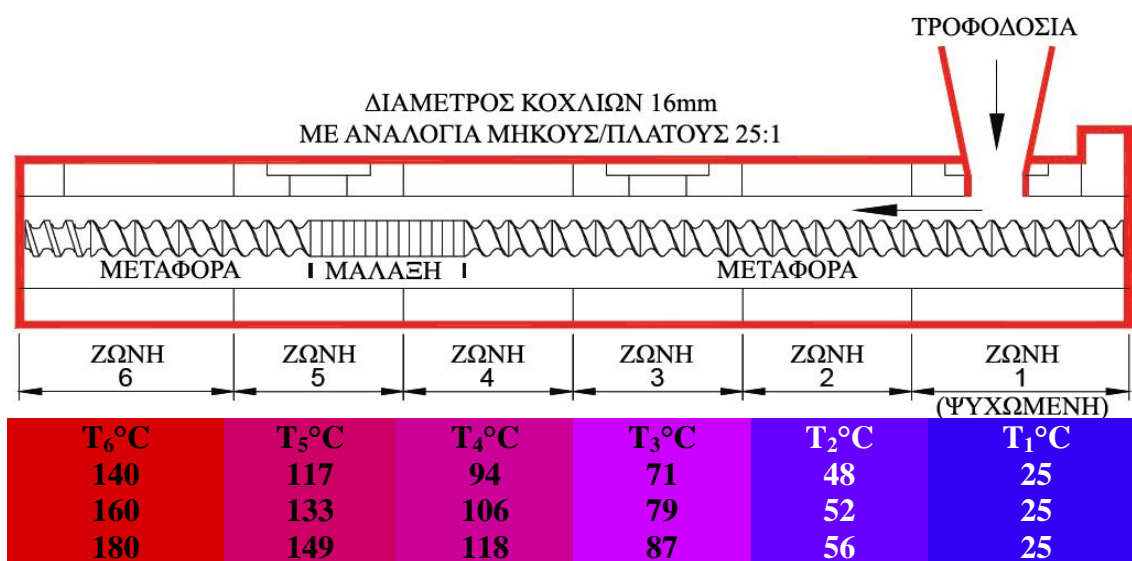 ΤΡΟΦΟΔΟΣΙΑ
ΔΙΑΜΕΤΡΟΣ ΚΟΧΛΙΩΝ 16mm
ΜΕ ΑΝΑΛΟΓΙΑ ΜΗΚΟΥΣ/ΠΛΑΤΟΥΣ 25:1
ΜΕΤΑΦΟΡΑ ΜΑΛΑΞΗ ΜΕΤΑΦΟΡΑ
ΖΩΝΗ ΖΩΝΗ ΖΩΝΗ ΖΩΝΗ ΖΩΝΗ ΖΩΝΗ
6 5 4 3 2 1
(ΨΥΧΩΜΕΝΗ)
T₆°C T₅°C T₄°C T₃°C T₂°C T₁°C
140 117 94 71 48 25
160 133 106 79 52 25
180 149 118 87 56 25